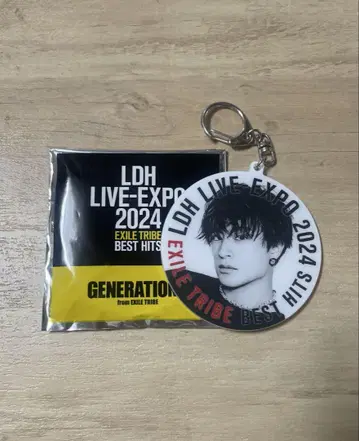 LDH
LIVE-EXPO
2024
EXILE TRIBE
BEST HITS
GENERATION
from EXILE TRIBE
LDH LIVE-EXPO 2024
EXILE TRIBE BEST HITS